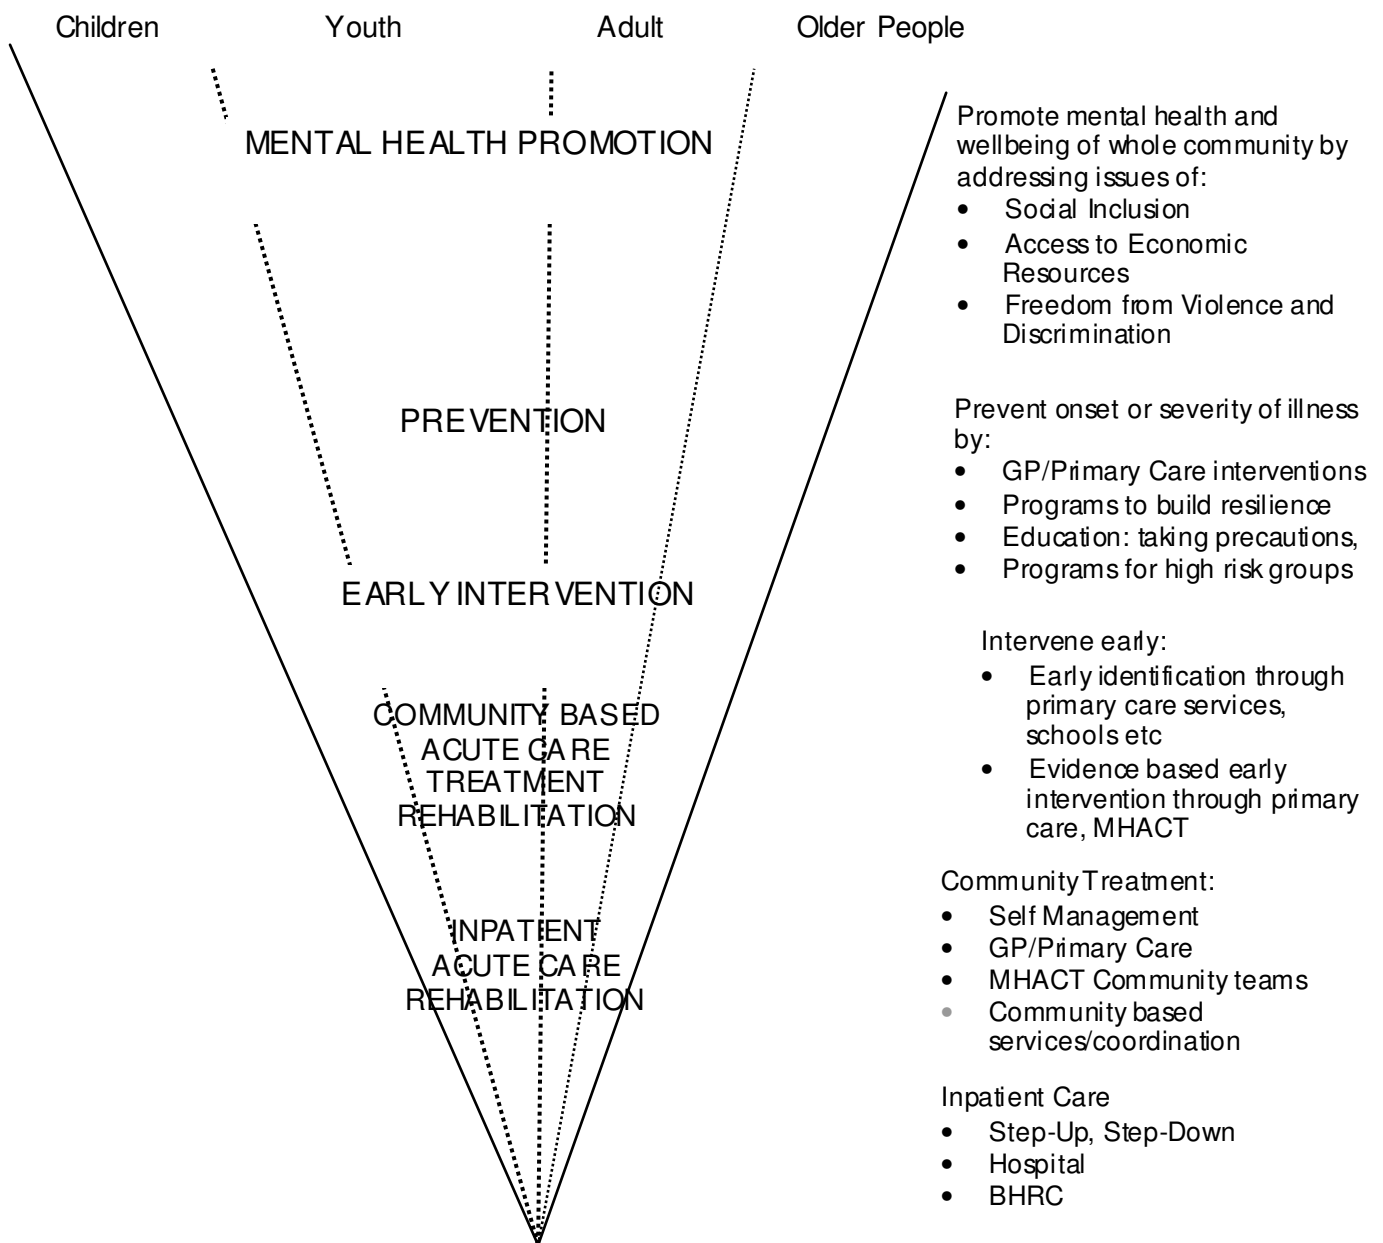 Children Youth Adult Older People
MENTAL HEALTH PROMOTION
PREVENTION
EARLY INTERVENTION
COMMUNITY BASED
ACUTE CARE
TREATMENT
REHABILITATION
INPATIENT
ACUTE CARE
REHABILITATION
Promote mental health and
wellbeing of whole community by
addressing issues of:
• Social Inclusion
• Access to Economic
Resources
• Freedom from Violence and
Discrimination
Prevent onset or severity of illness
by:
• GP/Primary Care interventions
• Programs to build resilience
• Education: taking precautions,
• Programs for high risk groups
Intervene early:
• Early identification through
primary care services,
schools etc
• Evidence based early
intervention through primary
care, MHACT
Community Treatment:
• Self Management
• GP/Primary Care
• MHACT Community teams
• Community based
services/coordination
Inpatient Care
• Step-Up, Step-Down
• Hospital
• BHRC